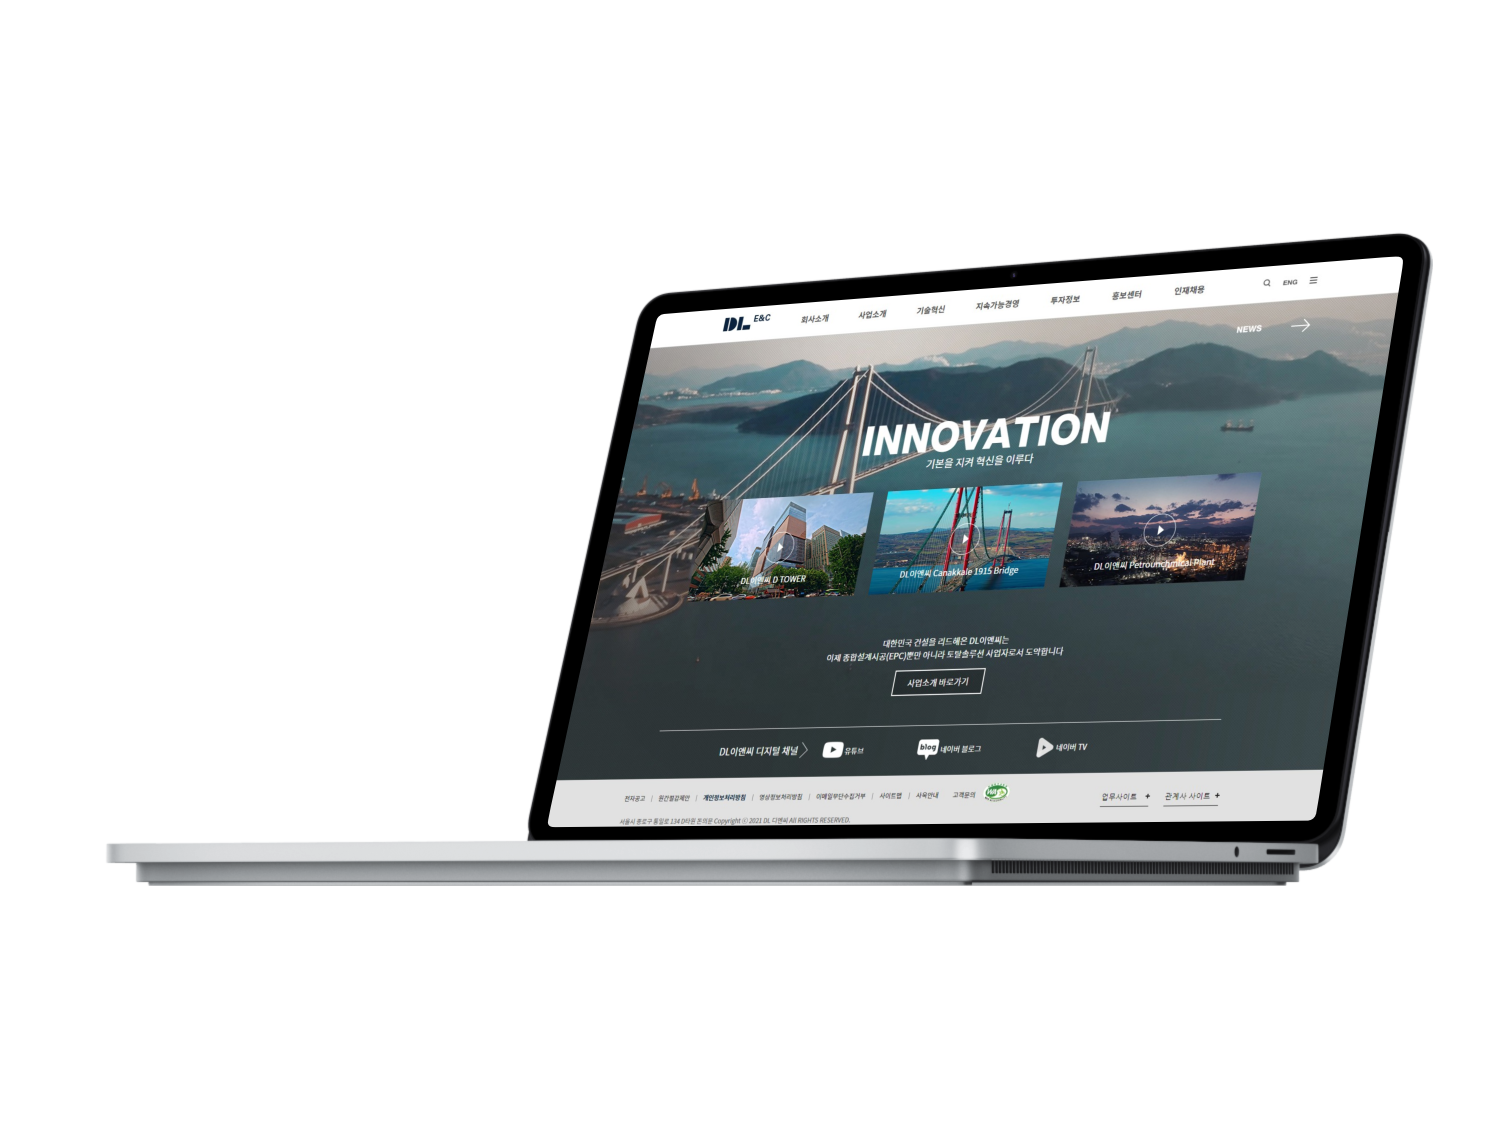 DL E&C
회사소개 사업소개 기술혁신 지속가능경영 투자정보 홍보센터 인재채용 ENG
NEWS
INNOVATION
기본을 지켜 혁신을 이루다
DL이앤씨 D TOWER
DL이앤씨 Canakkale 1915 Bridge
DL이앤씨 Plant
대한민국 건설을 리드해온 DL이앤씨는
이제 종합설계시공(EPC)뿐만 아니라 토탈솔루션 사업자로서 도약합니다
사업소개 바로가기
DL이앤씨 디지털 채널 유튜브 blog 네이버 블로그 네이버 TV
전자공고 | 원건절감제안 | 개인정보처리방침 | 영상정보처리방침 | 이메일무단수집거부 | 사이트맵 | 사옥안내 고객문의 WA 업무사이트 + 관계사 사이트 +
서울시 종로구 통일로 134 D타워 돈의문 Copyright ⓒ 2021 DL 이앤씨 All RIGHTS RESERVED.